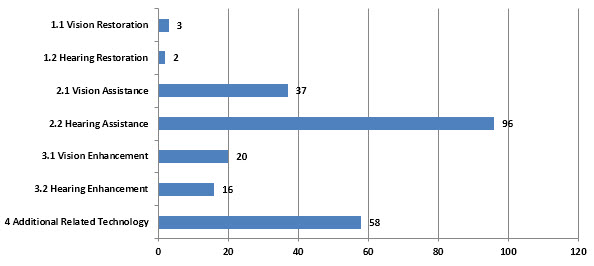 1.1 Vision Restoration 3
1.2 Hearing Restoration 2
2.1 Vision Assistance 37
2.2 Hearing Assistance 96
3.1 Vision Enhancement 20
3.2 Hearing Enhancement 16
4 Additional Related Technology 58
0 20 40 60 80 100 120